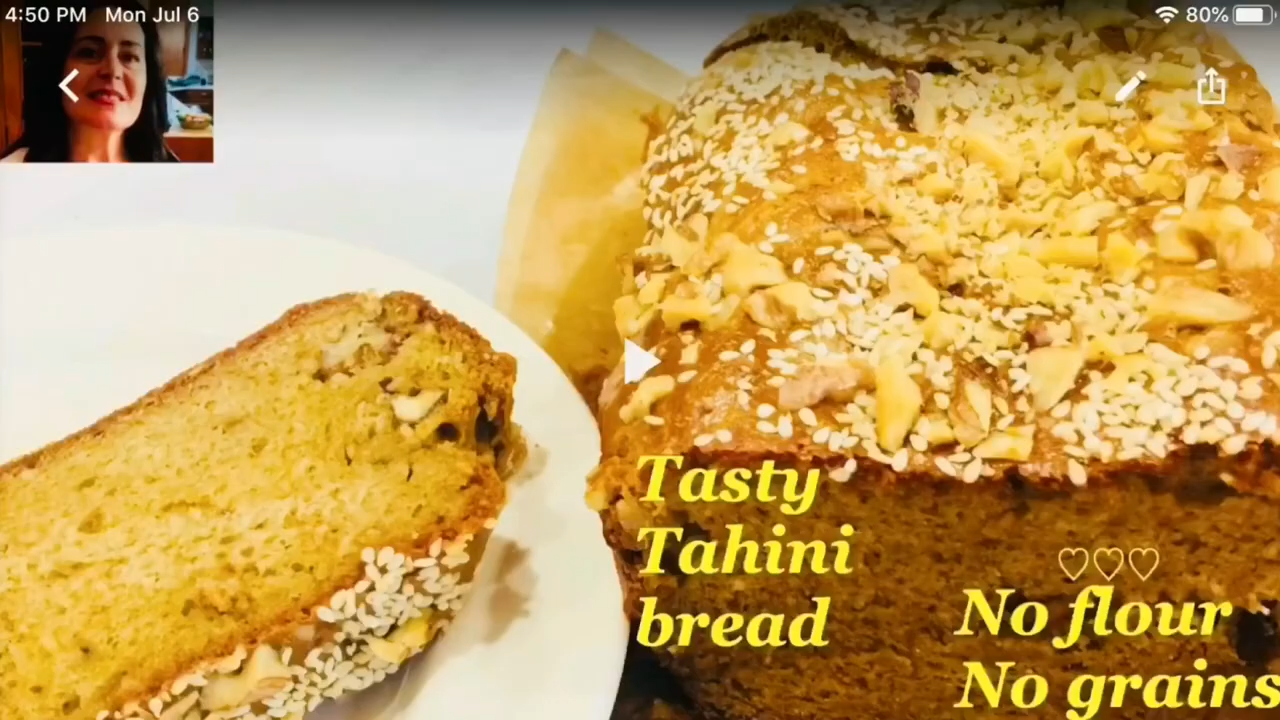 4:50 PM Mon Jul 6
80%
Tasty
Tahini
bread
♡♡♡
No flour
No grains